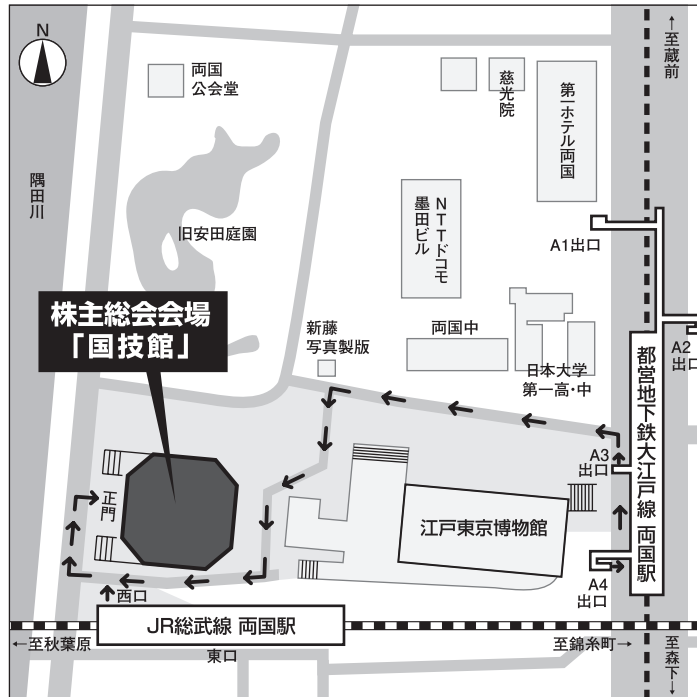 N
↑至蔵前
両国
公会堂
慈光院
第一ホテル両国
隅田川
旧安田庭園
NTTドコモ
墨田ビル
A1出口
株主総会会場
「国技館」
新藤
写真製版
両国中
日本大学
第一高・中
A2
出口
都営地下鉄大江戸線 両国駅
A3
出口
正門
江戸東京博物館
A4
出口
西口
JR総武線 両国駅
←至秋葉原
東口
至錦糸町→
至森下→